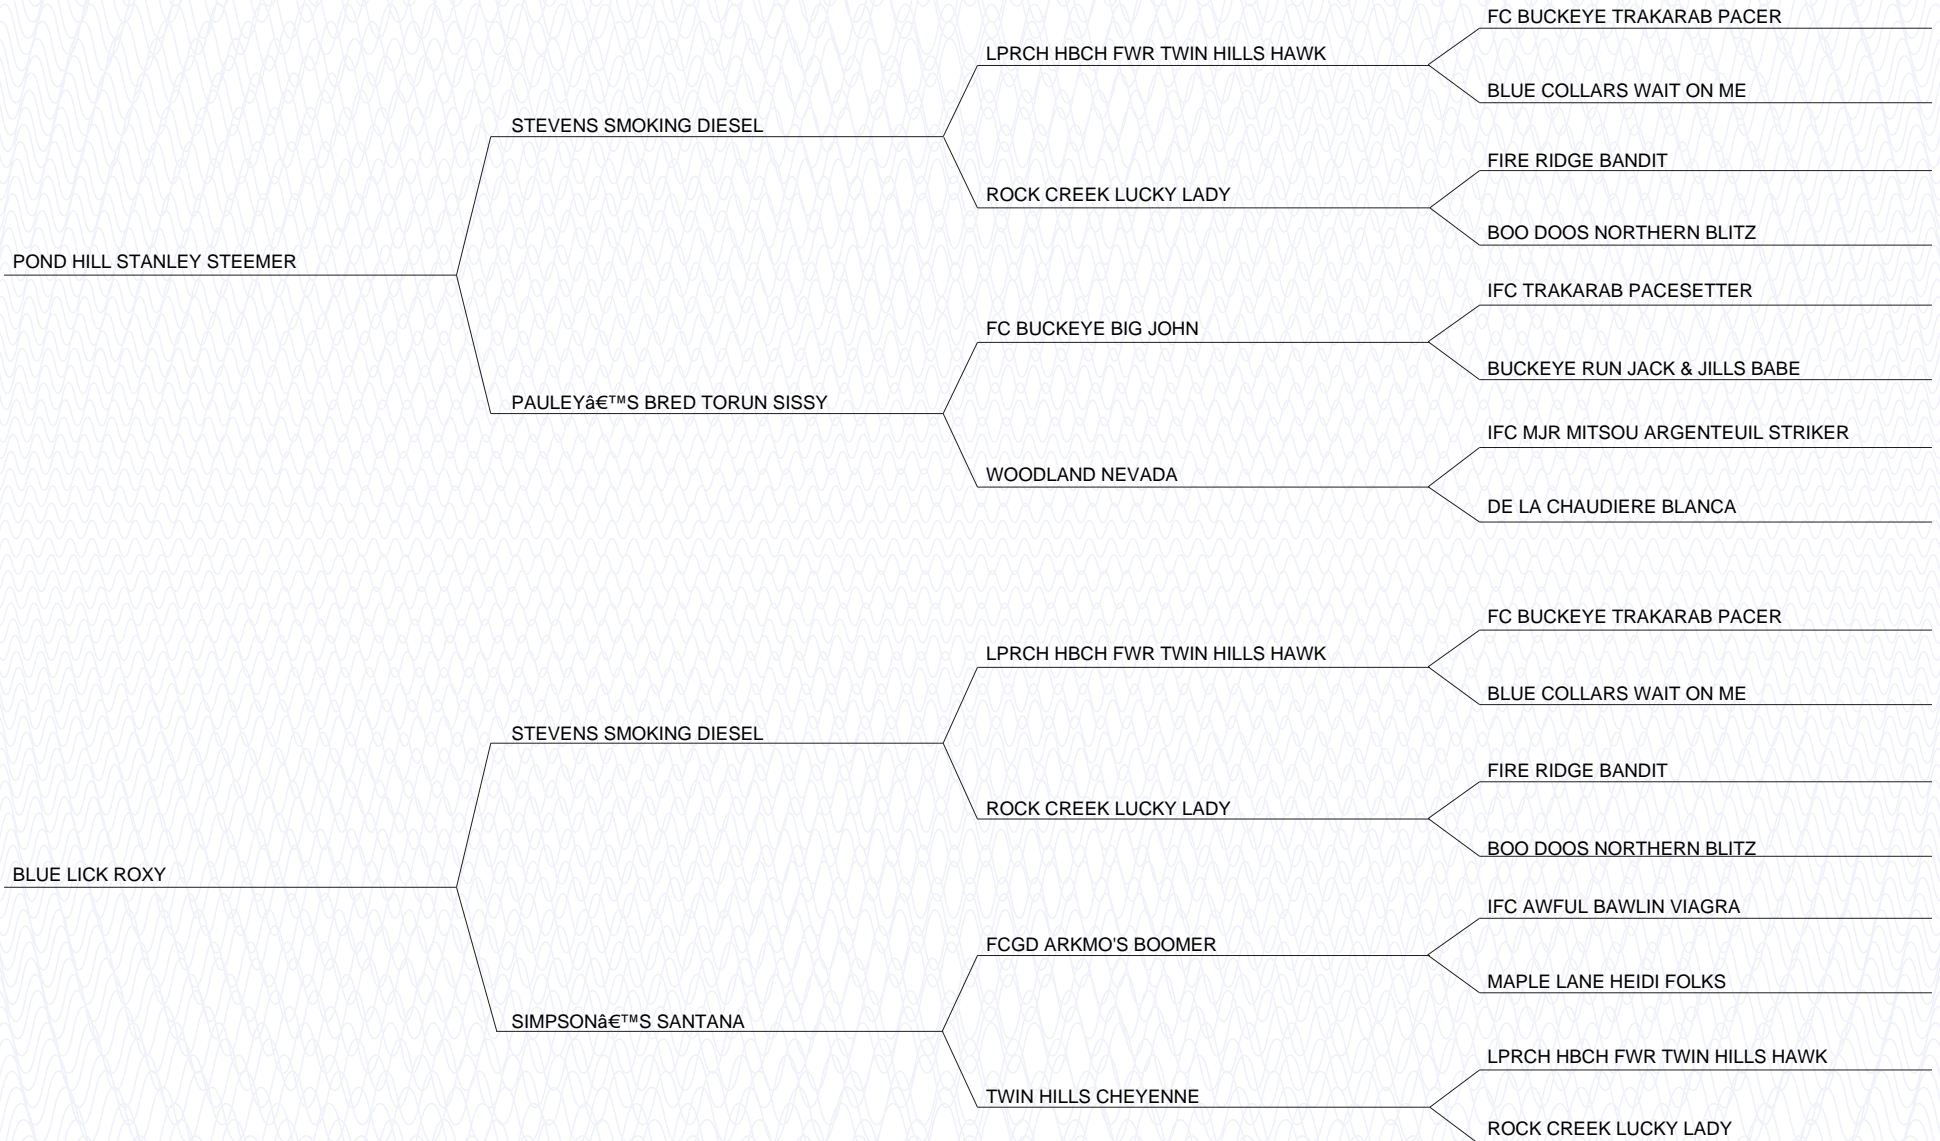 FC BUCKEYE TRAKARAB PACER
LPRCH HBCH FWR TWIN HILLS HAWK
BLUE COLLARS WAIT ON ME
STEVENS SMOKING DIESEL
FIRE RIDGE BANDIT
ROCK CREEK LUCKY LADY
BOO DOOS NORTHERN BLITZ
POND HILL STANLEY STEEMER
IFC TRAKARAB PACESETTER
FC BUCKEYE BIG JOHN
BUCKEYE RUN JACK & JILLS BABE
PAULEYâ€™S BRED TORUN SISSY
IFC MJR MITSOU ARGENTEUIL STRIKER
WOODLAND NEVADA
DE LA CHAUDIERE BLANCA
FC BUCKEYE TRAKARAB PACER
LPRCH HBCH FWR TWIN HILLS HAWK
BLUE COLLARS WAIT ON ME
STEVENS SMOKING DIESEL
FIRE RIDGE BANDIT
ROCK CREEK LUCKY LADY
BOO DOOS NORTHERN BLITZ
BLUE LICK ROXY
IFC AWFUL BAWLIN VIAGRA
FCGD ARKMO'S BOOMER
MAPLE LANE HEIDI FOLKS
SIMPSONâ€™S SANTANA
LPRCH HBCH FWR TWIN HILLS HAWK
TWIN HILLS CHEYENNE
ROCK CREEK LUCKY LADY